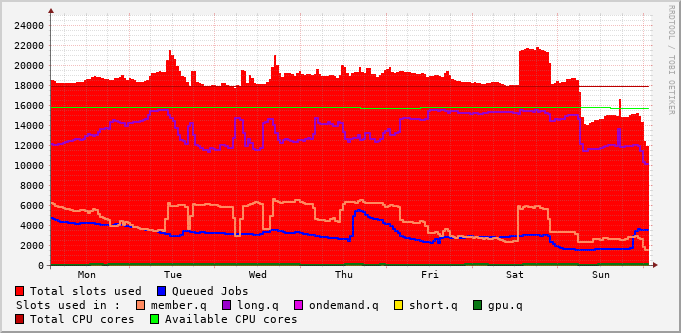 RRDTOOL / TOBI OETIKER
24000
22000
20000
18000
16000
14000
12000
10000
8000
6000
4000
2000
0
Mon Tue Wed Thu Fri Sat Sun
Total slots used Queued Jobs
Slots used in : member.q long.q ondemand.q short.q gpu.q
Total CPU cores Available CPU cores